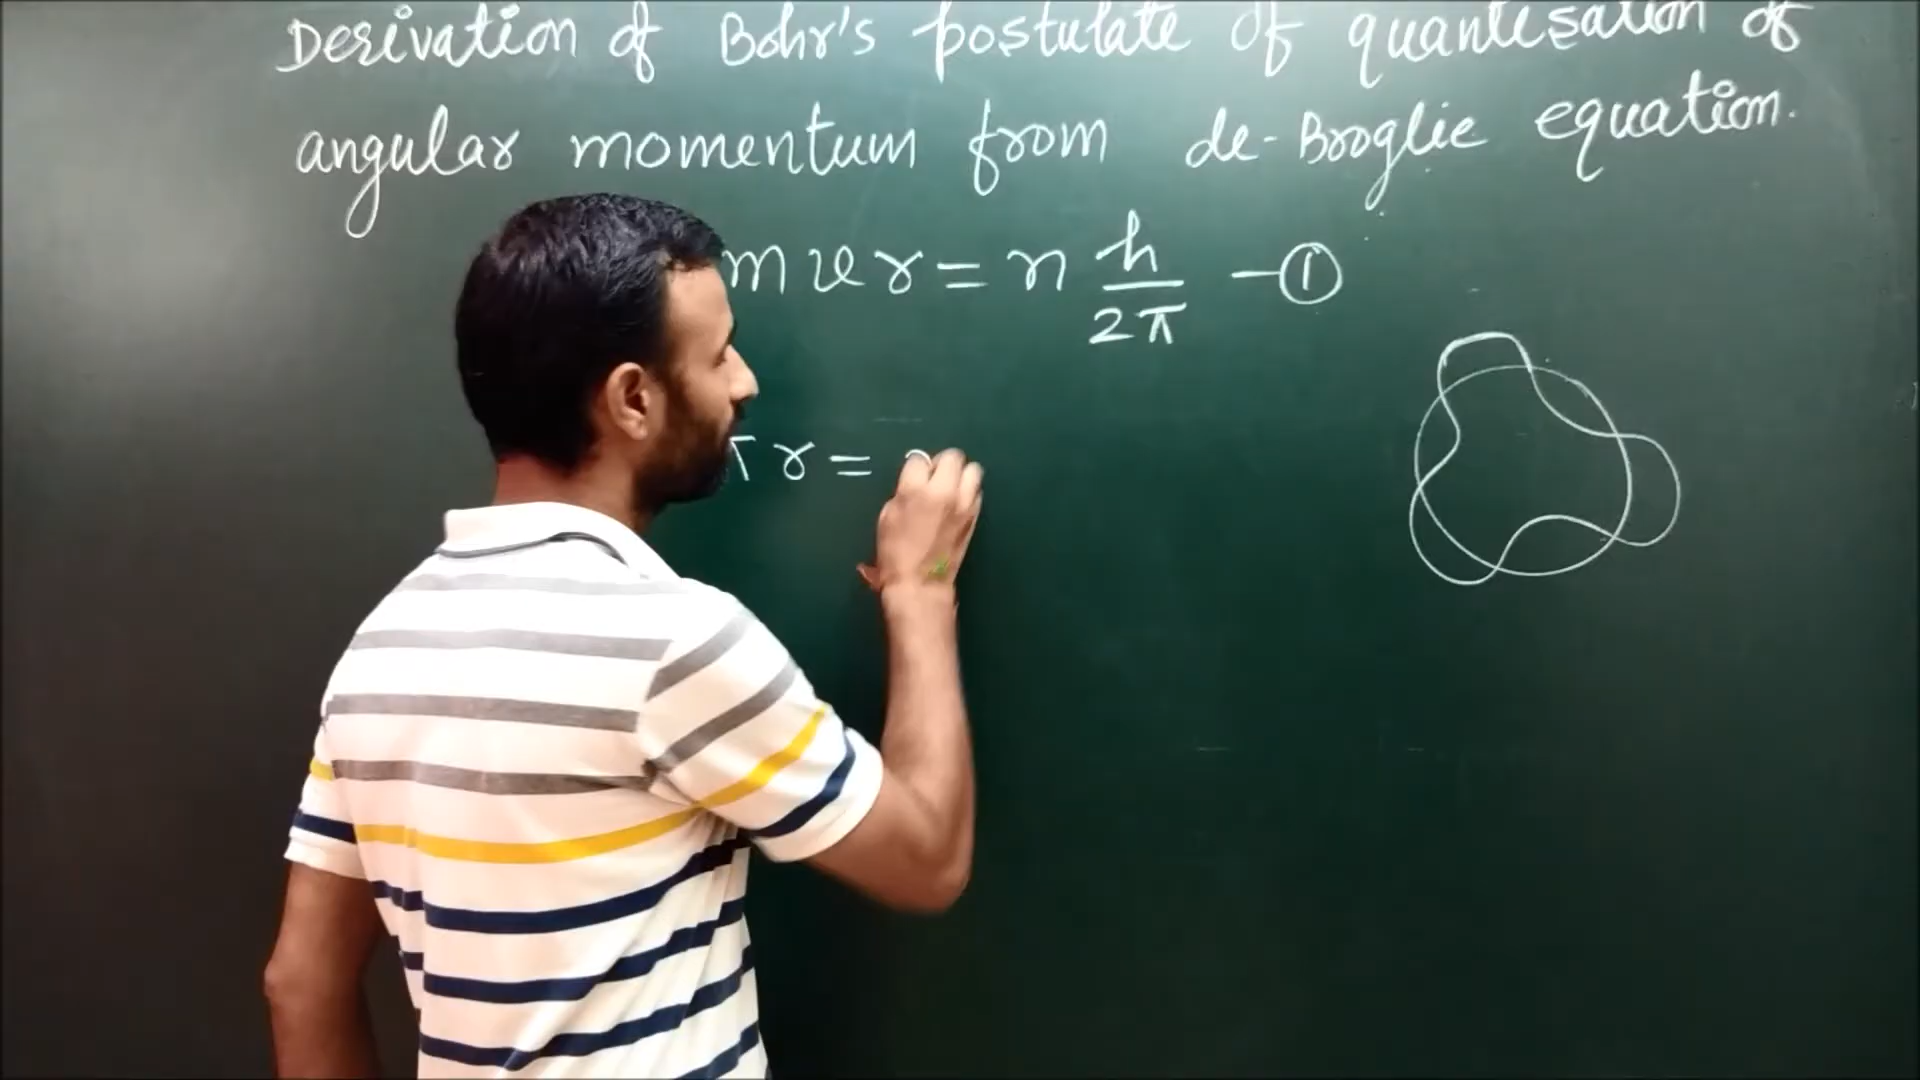 Derivation of Bohr's postulate of quantisation of
angular momentum from de-Broglie equation.
mvr = n h/2π —①
π r =